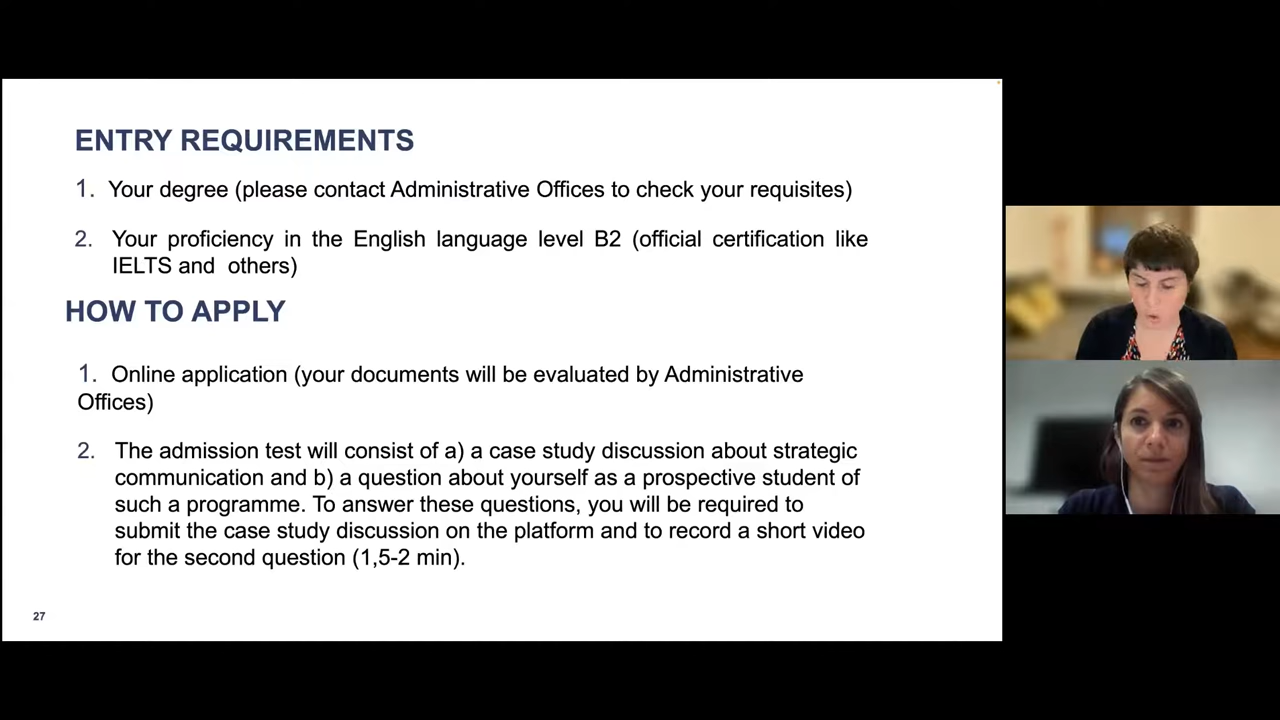 ENTRY REQUIREMENTS
1. Your degree (please contact Administrative Offices to check your requisites)
2. Your proficiency in the English language level B2 (official certification like
IELTS and others)
HOW TO APPLY
1. Online application (your documents will be evaluated by Administrative
Offices)
2. The admission test will consist of a) a case study discussion about strategic
communication and b) a question about yourself as a prospective student of
such a programme. To answer these questions, you will be required to
submit the case study discussion on the platform and to record a short video
for the second question (1,5-2 min).
27